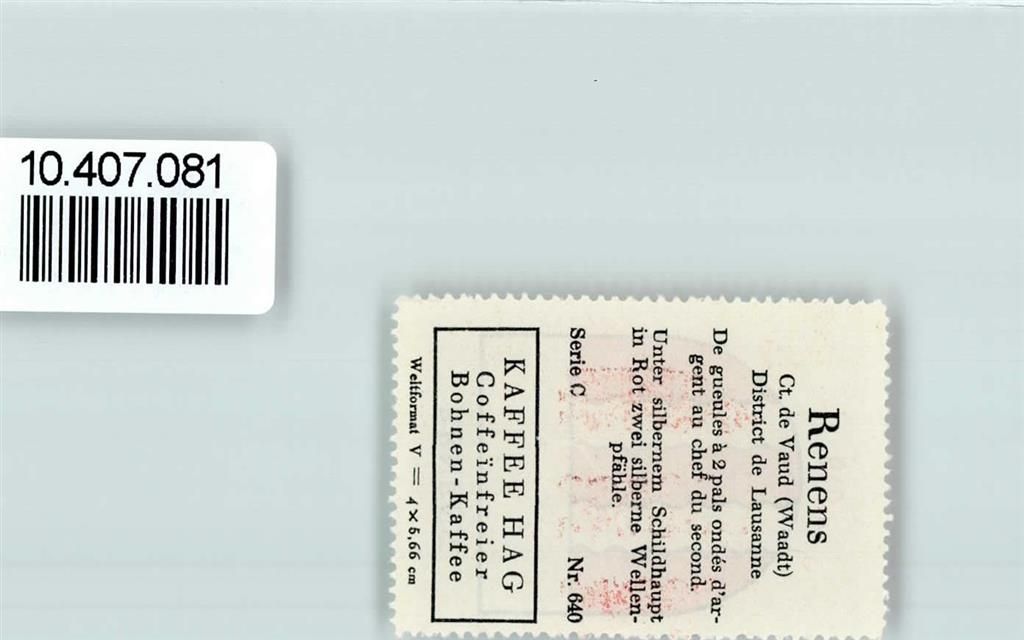 10.407.081
Renens
Ct. de Vaud (Waadt)
District de Lausanne
De gueules à 2 pals ondés d'ar-
gent au chef du second.
Unter silbernem Schildhaupt
in Rot zwei silberne Wellen-
pfähle.
Serie C Nr. 640
KAFFEE HAG
Coffeïnfreier
Bohnen-Kaffee
Weltformat V = 4×5,66 cm